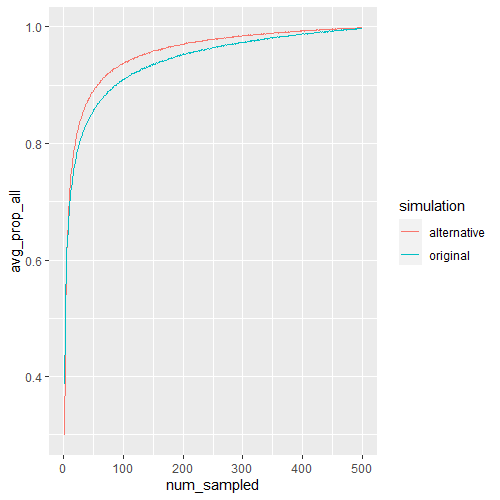 1.0
0.8
0.6
0.4
avg_prop_all
0 100 200 300 400 500
num_sampled
simulation
alternative
original